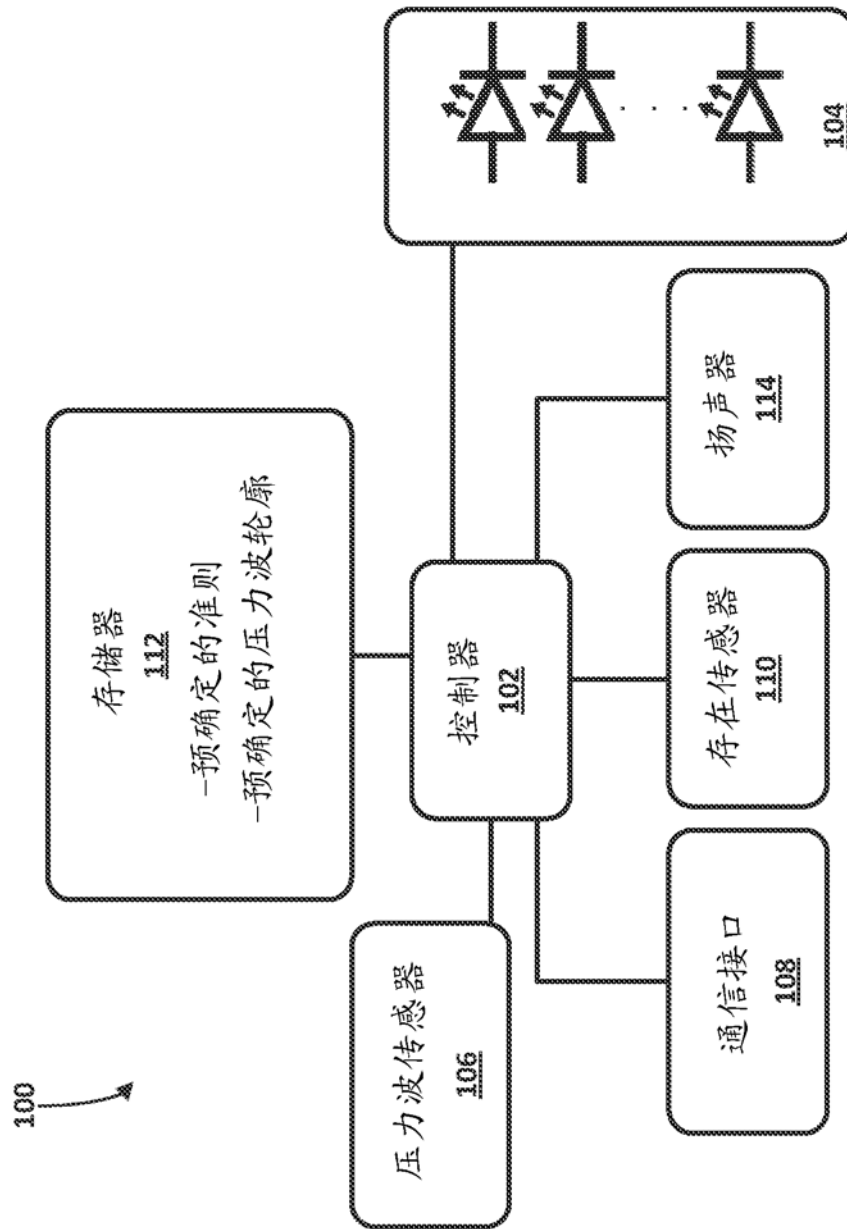 100
存储器
112
–预确定的准则
–预确定的压力波轮廓
压力波传感器
106
控制器
102
104
通信接口
108
存在传感器
110
扬声器
114